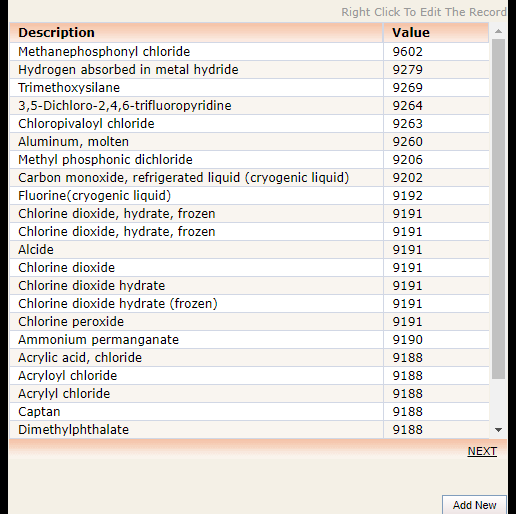 Right Click To Edit The Record
Description Value
Methanephosphonyl chloride 9602
Hydrogen absorbed in metal hydride 9279
Trimethoxysilane 9269
3,5-Dichloro-2,4,6-trifluoropyridine 9264
Chloropivaloyl chloride 9263
Aluminum, molten 9260
Methyl phosphonic dichloride 9206
Carbon monoxide, refrigerated liquid (cryogenic liquid) 9202
Fluorine(cryogenic liquid) 9192
Chlorine dioxide, hydrate, frozen 9191
Chlorine dioxide, hydrate, frozen 9191
Alcide 9191
Chlorine dioxide 9191
Chlorine dioxide hydrate 9191
Chlorine dioxide hydrate (frozen) 9191
Chlorine peroxide 9191
Ammonium permanganate 9190
Acrylic acid, chloride 9188
Acryloyl chloride 9188
Acrylyl chloride 9188
Captan 9188
Dimethylphthalate 9188
NEXT
Add New